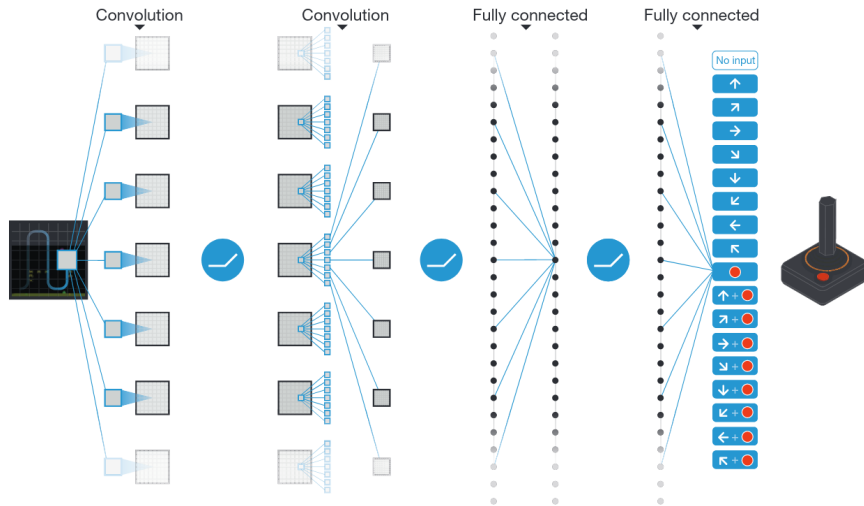 Convolution
Convolution
Fully connected
Fully connected
No input
+
+
+
+
+
+
+
+